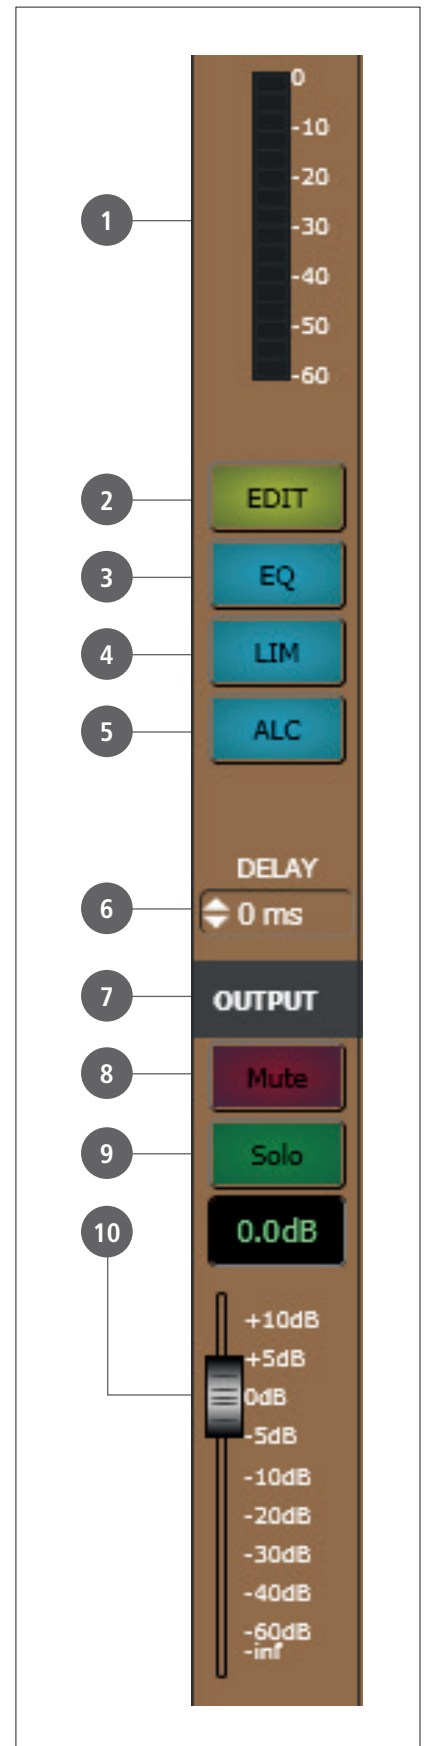 0
-10
-20
1
-30
-40
-50
-60
2 EDIT
3 EQ
4 LIM
5 ALC
DELAY
6 0 ms
7 OUTPUT
8 Mute
9 Solo
10 0.0dB
+10dB
+5dB
0dB
-5dB
-10dB
-20dB
-30dB
-40dB
-60dB
-inf